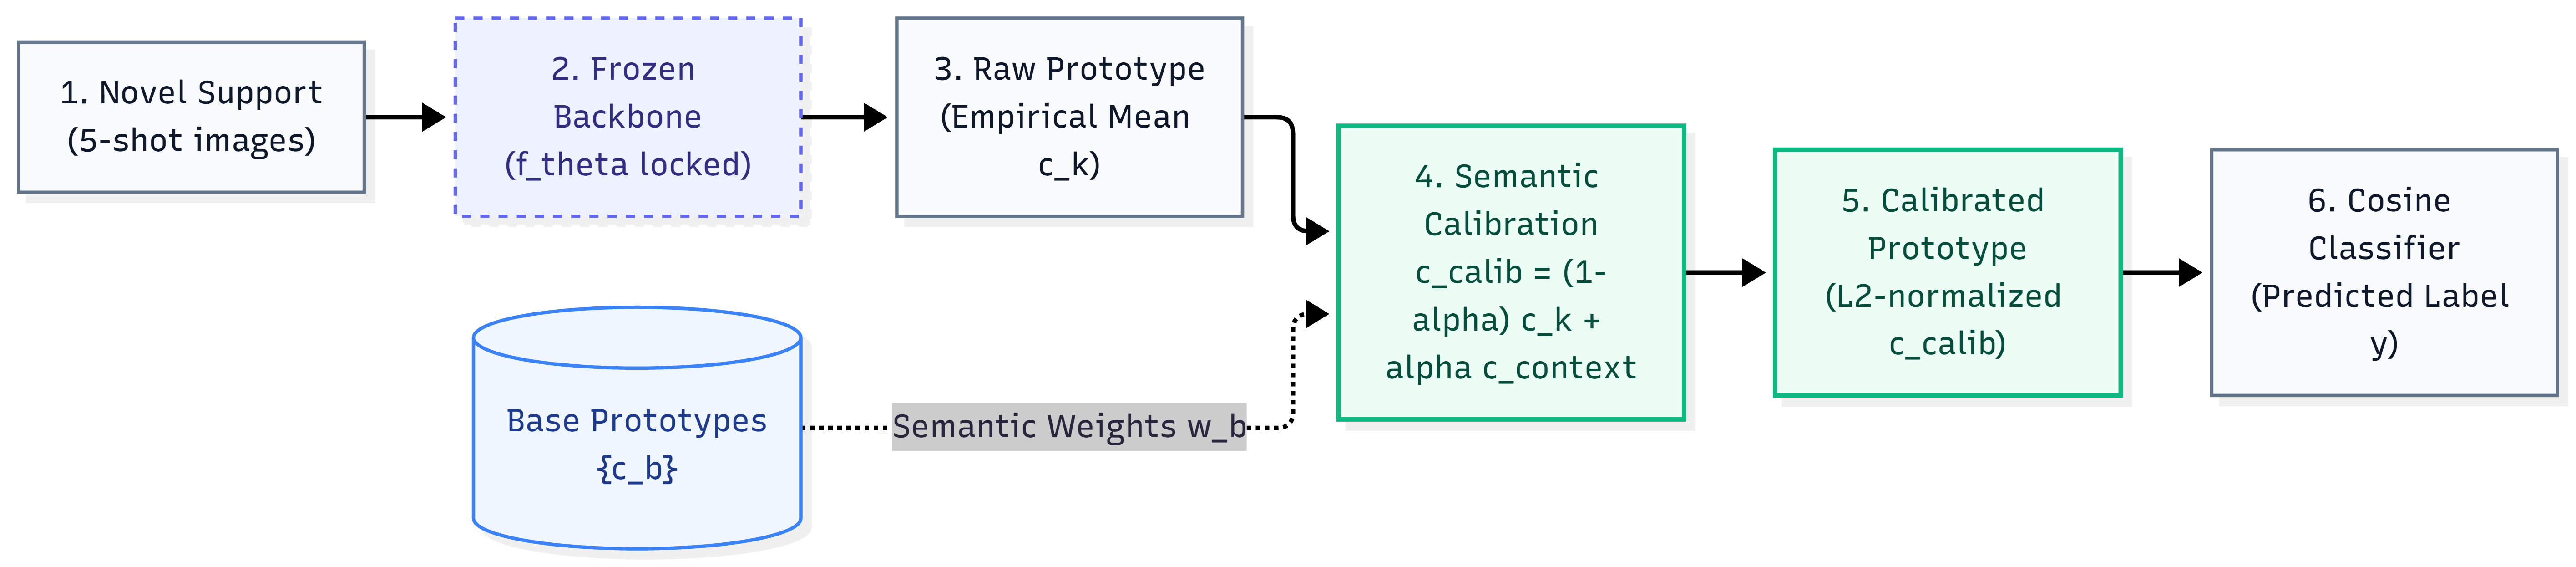 1. Novel Support
(5-shot images)
2. Frozen
Backbone
(f_theta locked)
3. Raw Prototype
(Empirical Mean
c_k)
Base Prototypes
{c_b}
Semantic Weights w_b
4. Semantic
Calibration
c_calib = (1-
alpha) c_k +
alpha c_context
5. Calibrated
Prototype
(L2-normalized
c_calib)
6. Cosine
Classifier
(Predicted Label
y)